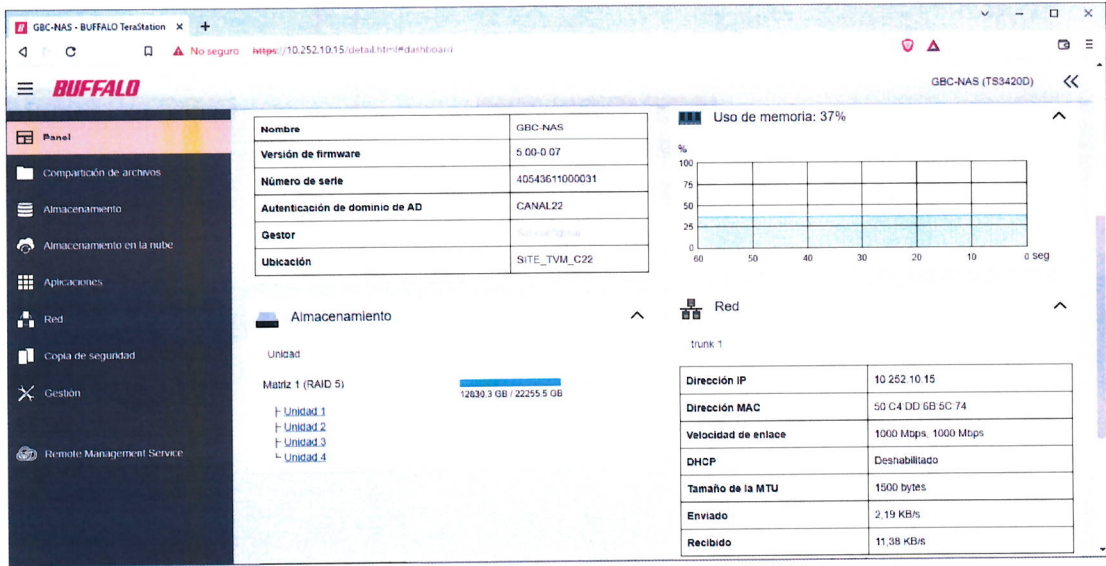 GBC-NAS - BUFFALO TeraStation
No seguro https://10.252.10.15/detail.html#dashboard
BUFFALO
GBC-NAS (TS3420D)
Panel
Compartición de archivos
Almacenamiento
Almacenamiento en la nube
Aplicaciones
Red
Copia de seguridad
Gestión
Remote Management Service
Nombre GBC-NAS
Versión de firmware 5.00-0.07
Número de serie 40543611000031
Autenticación de dominio de AD CANAL22
Gestor
Ubicación SITE_TVM_C22
Almacenamiento
Unidad
Matriz 1 (RAID 5)
12830.3 GB / 22255.5 GB
Unidad 1
Unidad 2
Unidad 3
Unidad 4
Uso de memoria: 37%
%
100
75
50
25
0
60 50 40 30 20 10 0 seg
Red
trunk 1
Dirección IP 10.252.10.15
Dirección MAC 50:C4:DD:6B:5C:74
Velocidad de enlace 1000 Mbps, 1000 Mbps
DHCP Deshabilitado
Tamaño de la MTU 1500 bytes
Enviado 2,19 KB/s
Recibido 11,38 KB/s